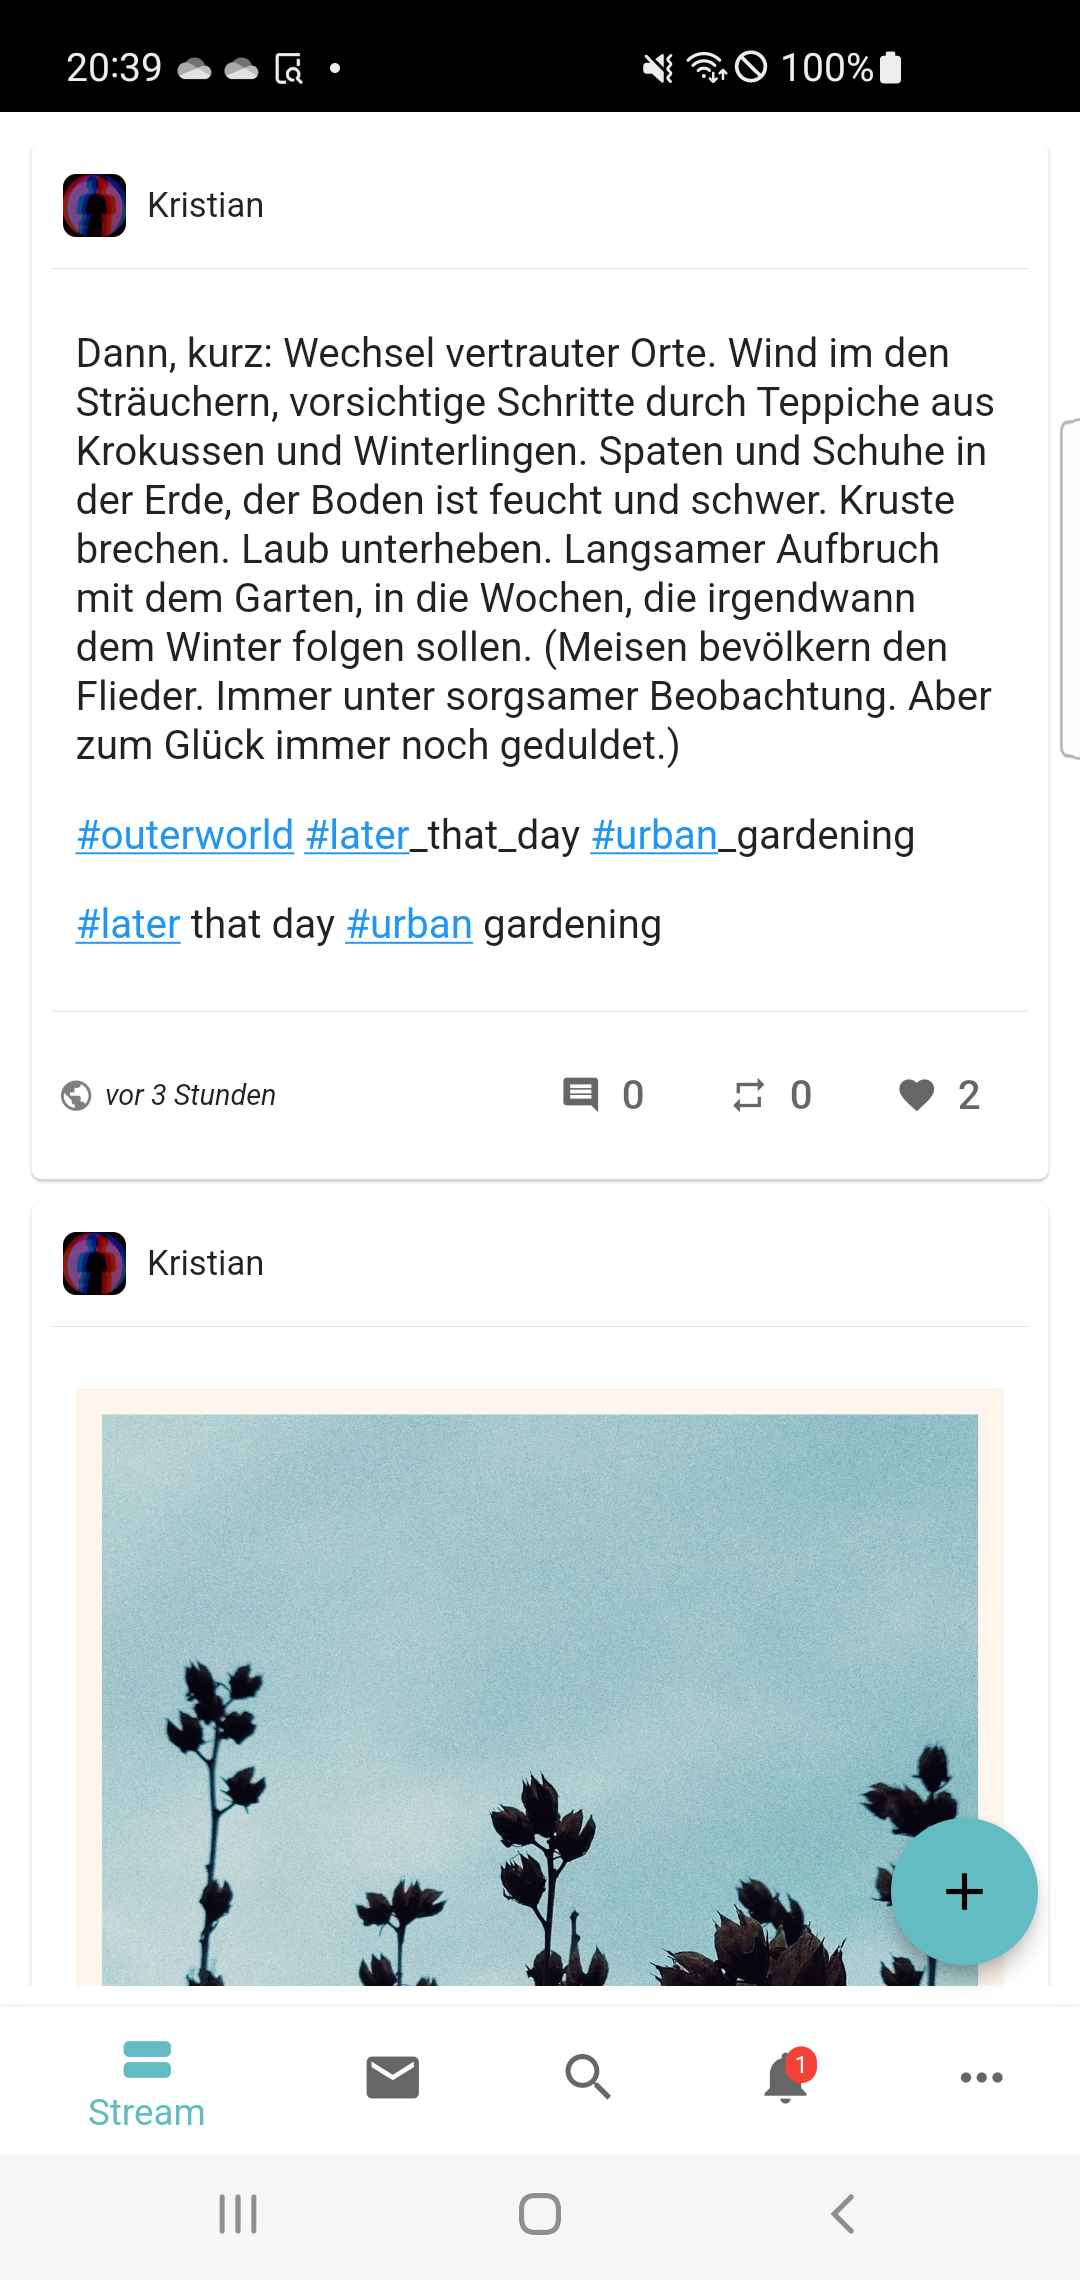 20:39
100%
Kristian
Dann, kurz: Wechsel vertrauter Orte. Wind im den
Sträuchern, vorsichtige Schritte durch Teppiche aus
Krokussen und Winterlingen. Spaten und Schuhe in
der Erde, der Boden ist feucht und schwer. Kruste
brechen. Laub unterheben. Langsamer Aufbruch
mit dem Garten, in die Wochen, die irgendwann
dem Winter folgen sollen. (Meisen bevölkern den
Flieder. Immer unter sorgsamer Beobachtung. Aber
zum Glück immer noch geduldet.)
#outerworld #later_that_day #urban_gardening
#later that day #urban gardening
vor 3 Stunden 0 0 2
Kristian
1
Stream